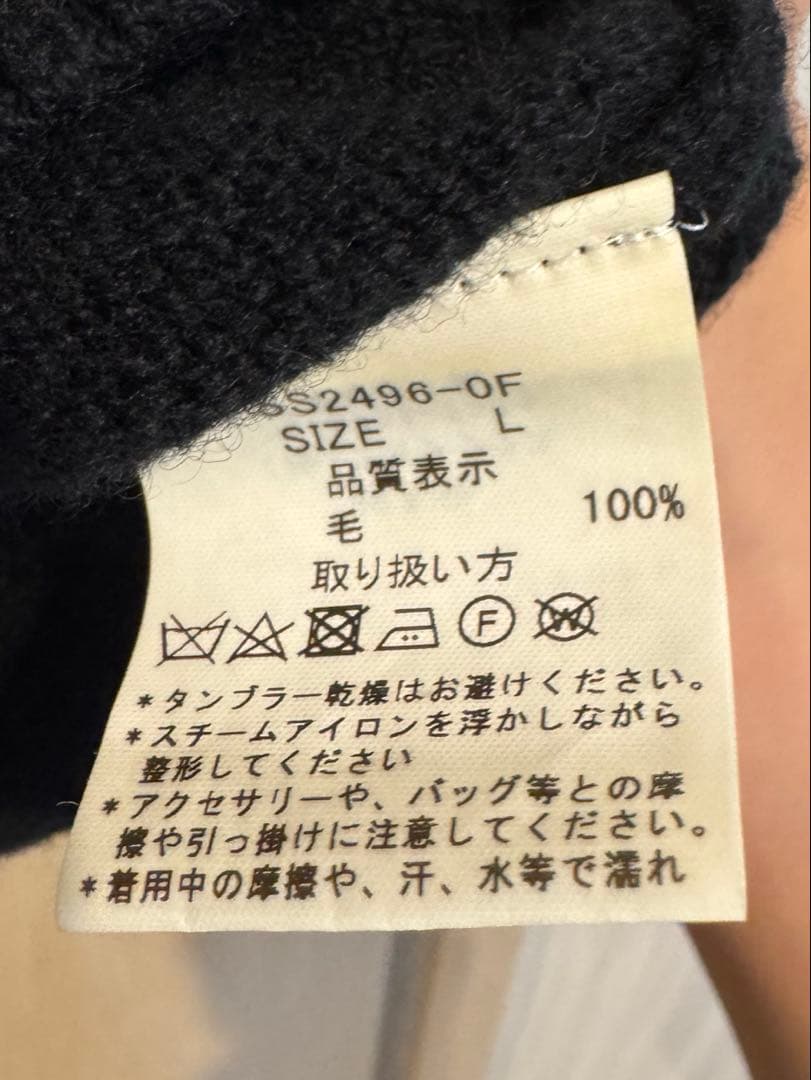 SS2496-OF
SIZE L
品質表示
毛 100%
取り扱い方
F W
*タンブラー乾燥はお避けください。
*スチームアイロンを浮かしながら
整形してください
*アクセサリーや、バッグ等との摩
擦や引っ掛けに注意してください。
*着用中の摩擦や、汗、水等で濡れ